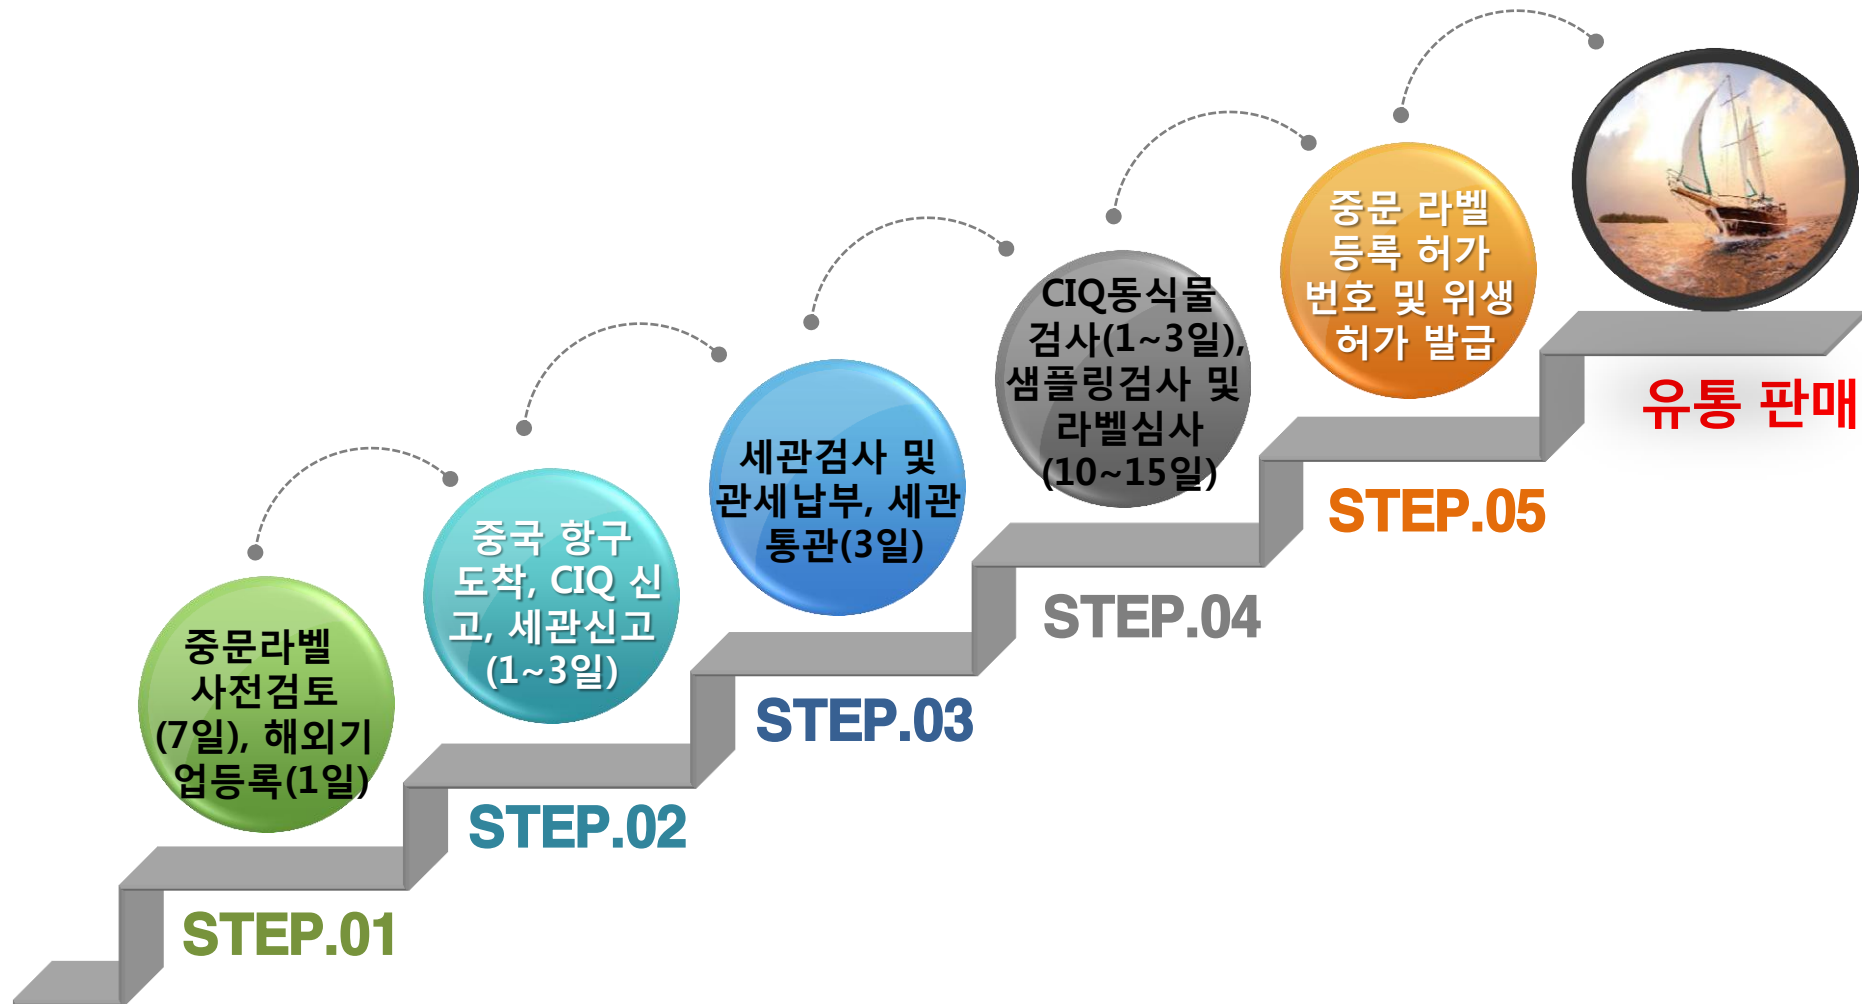 중문라벨
사전검토
(7일), 해외기
업등록(1일)
STEP.01
중국 항구
도착, CIQ 신
고, 세관신고
(1~3일)
STEP.02
세관검사 및
관세납부, 세관
통관(3일)
STEP.03
CIQ동식물
검사(1~3일),
샘플링검사 및
라벨심사
(10~15일)
STEP.04
중문 라벨
등록 허가
번호 및 위생
허가 발급
STEP.05
유통 판매